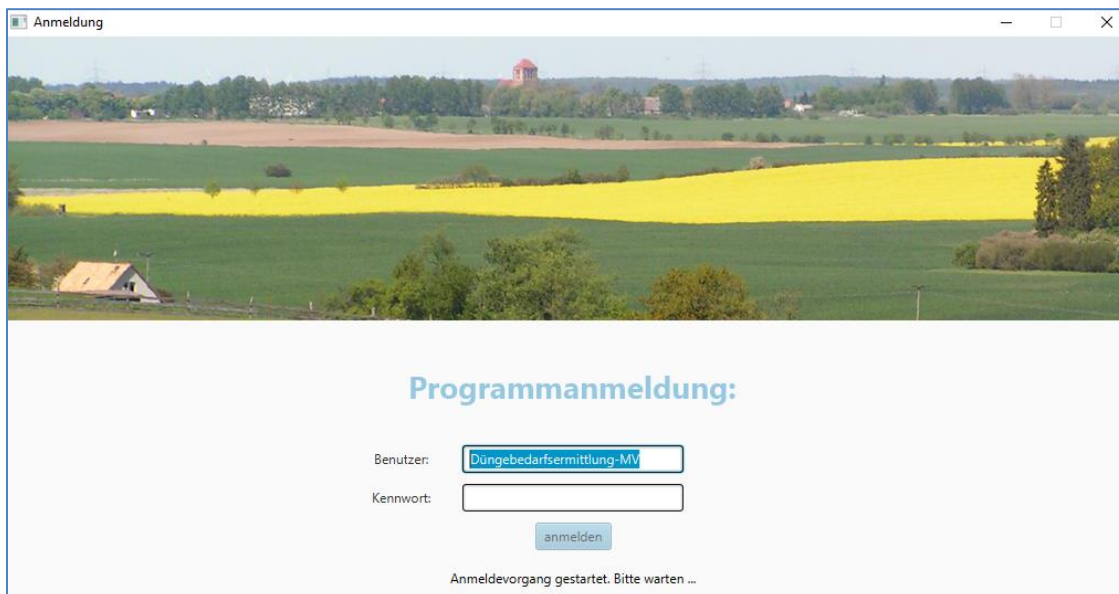 Anmeldung
Programmanmeldung:
Benutzer: Düngebedarfsermittlung-MV
Kennwort:
anmelden
Anmeldevorgang gestartet. Bitte warten ...